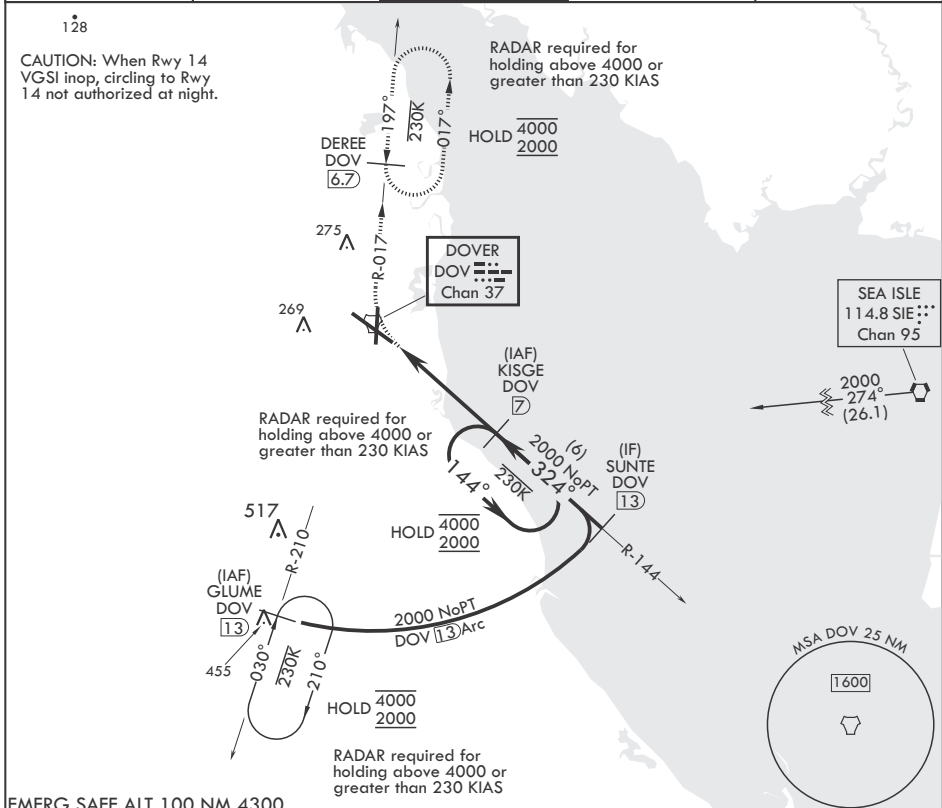 128
CAUTION: When Rwy 14
VGSI inop, circling to Rwy
14 not authorized at night.
RADAR required for
holding above 4000 or
greater than 230 KIAS
197°
230K
017°
HOLD 4000
2000
DEREE
DOV
6.7
275
R-017
DOVER
DOV
Chan 37
269
SEA ISLE
114.8 SIE
Chan 95
2000
274°
(26.1)
(IAF)
KISGE
DOV
7
RADAR required for
holding above 4000 or
greater than 230 KIAS
(6)
2000 NoPT
324°
230K
144°
(IF)
SUNTE
DOV
13
HOLD 4000
2000
R-144
517
R-210
(IAF)
GLUME
DOV
13
455
2000 NoPT
DOV 13 Arc
030°
230K
210°
HOLD 4000
2000
MSA DOV 25 NM
1600
RADAR required for
holding above 4000 or
greater than 230 KIAS
EMERG SAFE ALT 100 NM 4300